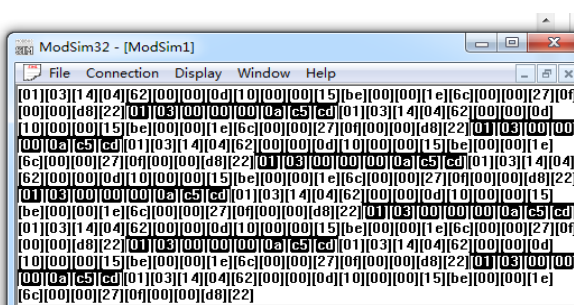 ModSim32 - [ModSim1]
File Connection Display Window Help
[01][03][14][04][62][00][00][0d][10][00][00][15][be][00][00][1e][6c][00][00][27][0f]
[00][00][d8][22][01][03][00][00][00][0a][c5][cd][01][03][14][04][62][00][00][0d]
[10][00][00][15][be][00][00][1e][6c][00][00][27][0f][00][00][d8][22][01][03][00][00]
[00][0a][c5][cd][01][03][14][04][62][00][00][0d][10][00][00][15][be][00][00][1e]
[6c][00][00][27][0f][00][00][d8][22][01][03][00][00][00][0a][c5][cd][01][03][14][04]
[62][00][00][0d][10][00][00][15][be][00][00][1e][6c][00][00][27][0f][00][00][d8][22]
[01][03][00][00][00][0a][c5][cd][01][03][14][04][62][00][00][0d][10][00][00][15]
[be][00][00][1e][6c][00][00][27][0f][00][00][d8][22][01][03][00][00][00][0a][c5][cd]
[01][03][14][04][62][00][00][0d][10][00][00][15][be][00][00][1e][6c][00][00][27][0f]
[00][00][d8][22][01][03][00][00][00][0a][c5][cd][01][03][14][04][62][00][00][0d]
[10][00][00][15][be][00][00][1e][6c][00][00][27][0f][00][00][d8][22][01][03][00][00]
[00][0a][c5][cd][01][03][14][04][62][00][00][0d][10][00][00][15][be][00][00][1e]
[6c][00][00][27][0f][00][00][d8][22]